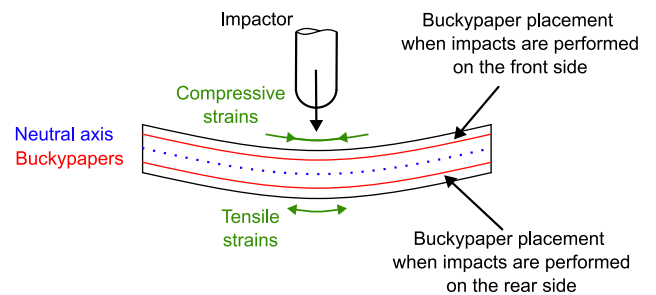 Impactor
Buckypaper placement
when impacts are performed
on the front side
Compressive
strains
Neutral axis
Buckypapers
Tensile
strains
Buckypaper placement
when impacts are performed
on the rear side